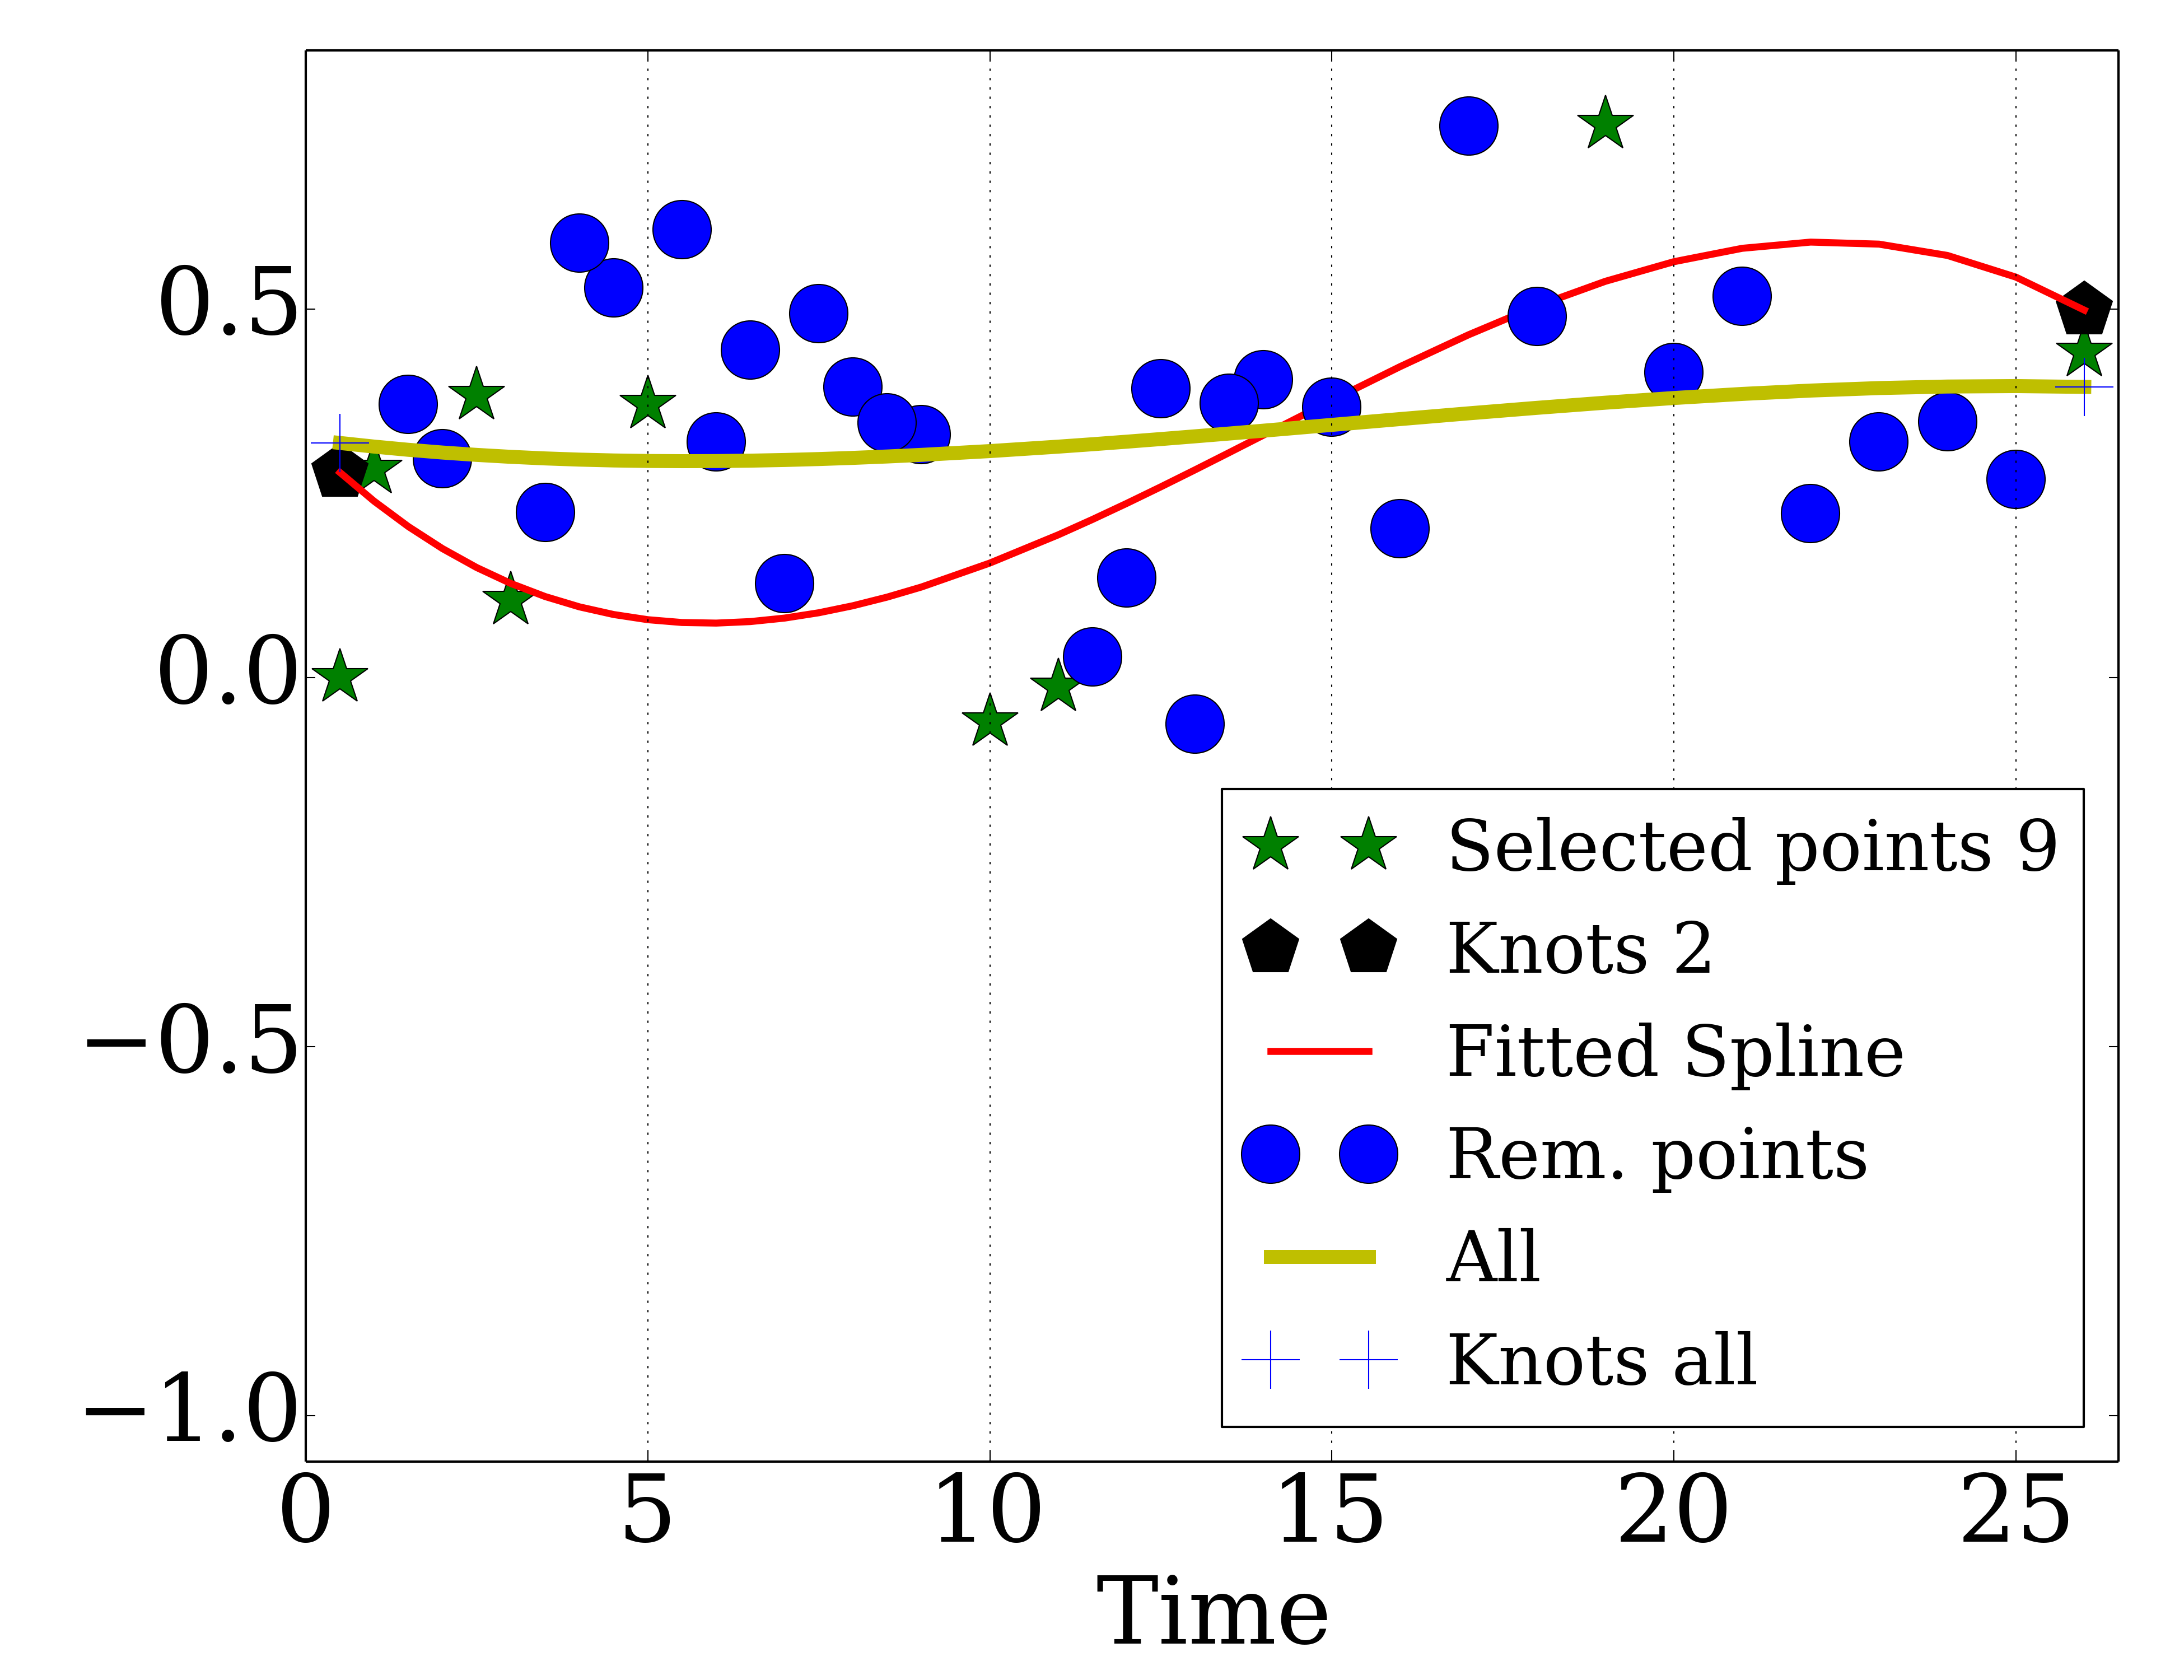 0.5
0.0
−0.5
−1.0
0 5 10 15 20 25
Time
Selected points 9
Knots 2
Fitted Spline
Rem. points
All
Knots all